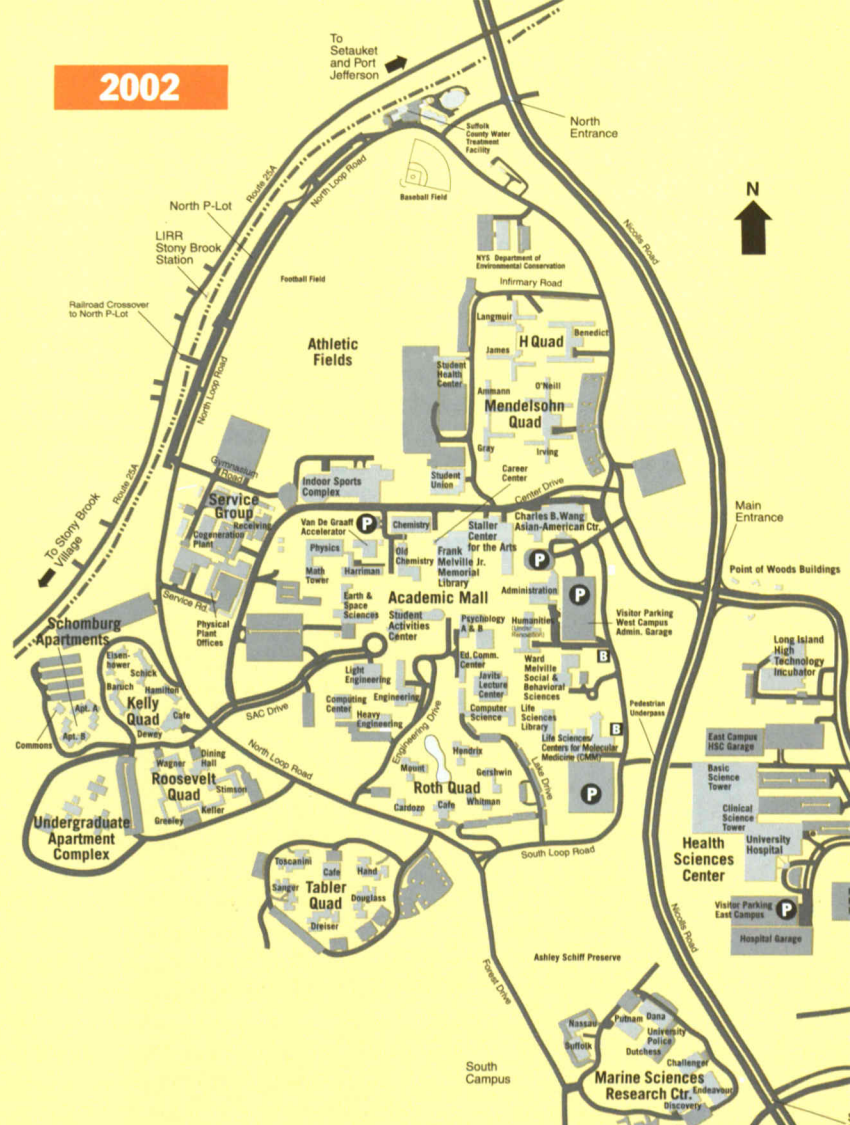 2002
To
Setauket
and Port
Jefferson
North
Entrance
Suffolk
County Water
Treatment
Facility
Route 25A
North Loop Road
Baseball Field
North P-Lot
N
LIRR
Stony Brook
Station
Nicolls Road
NYS Department of
Environmental Conservation
Football Field
Infirmary Road
Railroad Crossover
to North P-Lot
Langmuir
Benedict
H Quad
James
Athletic
Fields
Student
Health
Center
North Loop Road
Ammann
O'Neill
Mendelsohn
Quad
Gray
Irving
Gymnasium
Road
Career
Center
Indoor Sports
Complex
Student
Union
Route 25A
Center Drive
Service
Group
Receiving
Cogeneration
Plant
Main
Entrance
To Stony Brook
Village
Van De Graaff
Accelerator
P
Chemistry
Staller
Center
for the Arts
Charles B. Wang
Asian-American Ctr.
Physics
Old
Chemistry
Frank
Melville Jr.
Memorial
Library
P
Math
Tower
Harriman
Point of Woods Buildings
Administration
P
Academic Mall
Service Rd.
Earth &
Space
Sciences
Physical
Plant
Offices
Student
Activities
Center
Psychology
A & B
Humanities
(Under
Renovation)
Visitor Parking
West Campus
Admin. Garage
Schomburg
Apartments
Long Island
High
Technology
Incubator
Eisen-
hower
Schick
Ed. Comm.
Center
Ward
Melville
Social &
Behavioral
Sciences
B
Light
Engineering
Javits
Lecture
Center
Baruch
Hamilton
Kelly
Quad
Apt. A
Computing
Center
Engineering
Pedestrian
Underpass
SAC Drive
Heavy
Engineering
Computer
Science
Life
Sciences
Library
Cafe
Dewey
Apt. B
Commons
B
Life Sciences/
Centers for Molecular
Medicine (CMM)
East Campus
HSC Garage
Engineering Drive
North Loop Road
Hendrix
Lake Drive
Wagner
Dining
Hall
Roosevelt
Quad
Mount
Gershwin
Basic
Science
Tower
Roth Quad
Stimson
P
Cardozo
Cafe
Whitman
Keller
Greeley
Clinical
Science
Tower
Undergraduate
Apartment
Complex
University
Hospital
Health
Sciences
Center
South Loop Road
Toscanini
Cafe
Hand
Sanger
Tabler
Quad
Douglass
Dreiser
Visitor Parking
East Campus
P
Hospital Garage
Nicolls Road
Ashley Schiff Preserve
Forest Drive
Nassau
Putnam
Dana
University
Police
Suffolk
Dutchess
South
Campus
Challenger
Marine Sciences
Research Ctr.
Endeavour
Discovery